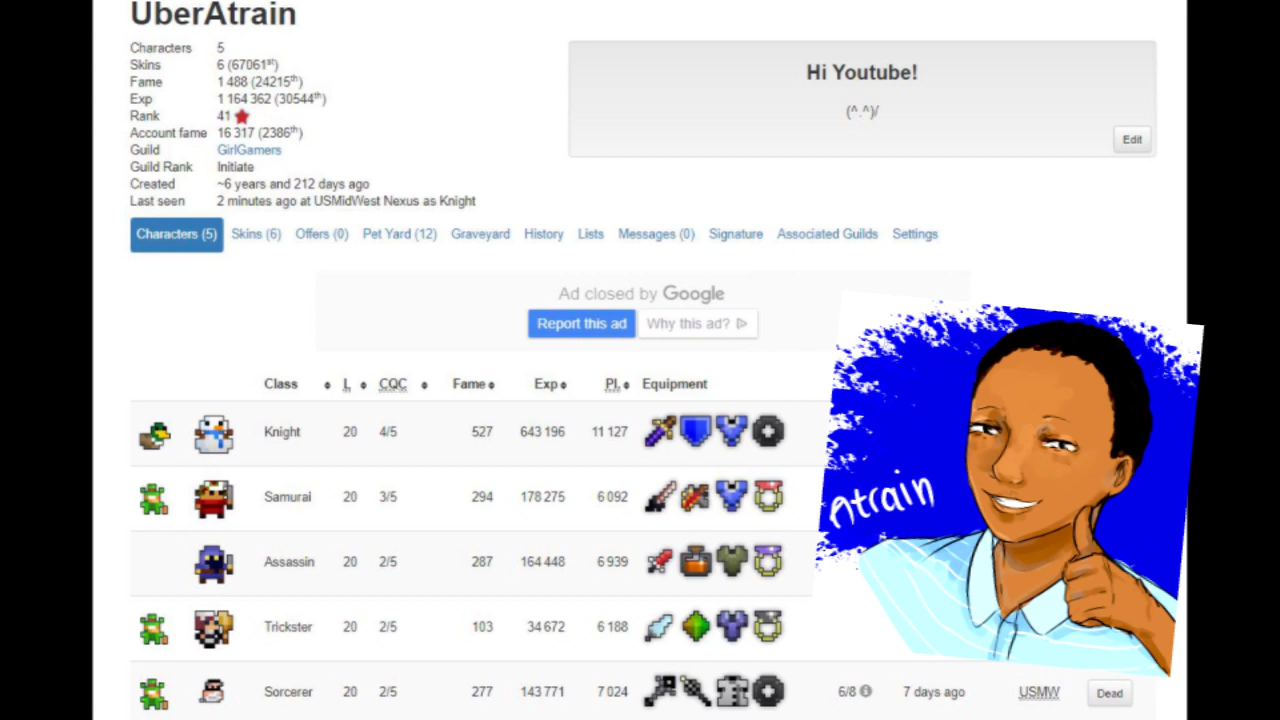 UberAtrain
Characters 5
Skins 6 (67061st)
Fame 1 488 (24215th)
Exp 1 164 362 (30544th)
Rank 41
Account fame 16 317 (2386th)
Guild GirlGamers
Guild Rank Initiate
Created ~6 years and 212 days ago
Last seen 2 minutes ago at USMidWest Nexus as Knight
Hi Youtube!
(^.^)/
Edit
Characters (5) Skins (6) Offers (0) Pet Yard (12) Graveyard History Lists Messages (0) Signature Associated Guilds Settings
Ad closed by Google
Report this ad Why this ad?
Class L CQC Fame Exp Pl. Equipment
Knight 20 4/5 527 643 196 11 127
Samurai 20 3/5 294 178 275 6 092
Assassin 20 2/5 287 164 448 6 939
Trickster 20 2/5 103 34 672 6 188
Sorcerer 20 2/5 277 143 771 7 024 6/8 7 days ago USMW Dead
Atrain